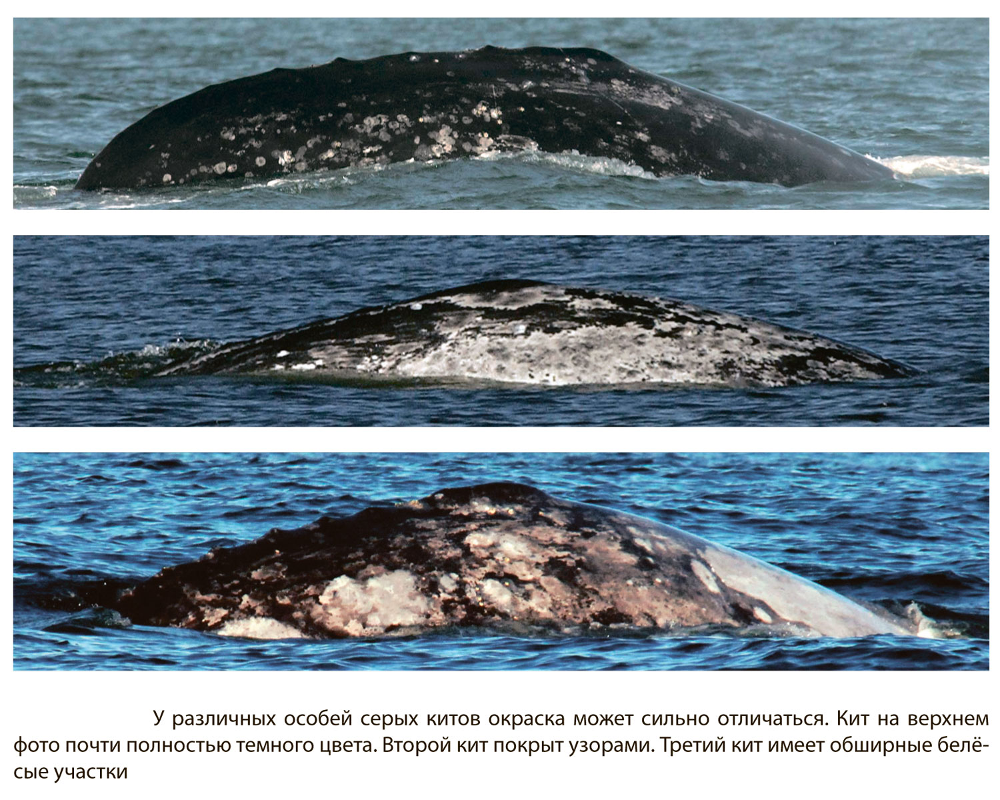 У различных особей серых китов окраска может сильно отличаться. Кит на верхнем
фото почти полностью темного цвета. Второй кит покрыт узорами. Третий кит имеет обширные белё-
сые участки